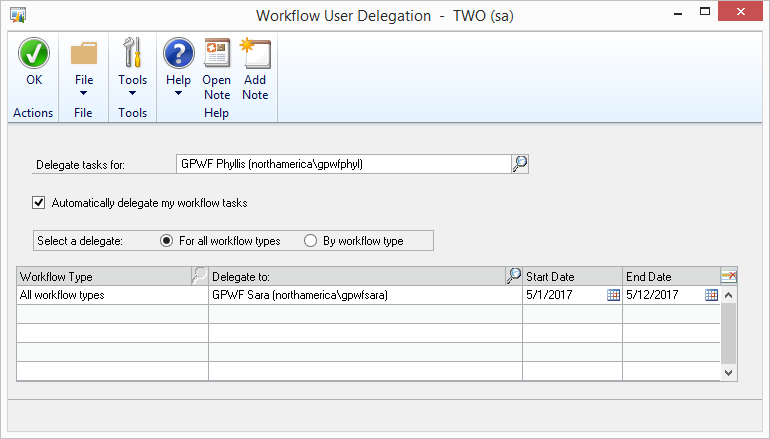 Workflow User Delegation - TWO (sa)
OK
File
Tools
Help
Open Note
Add Note
Actions
File
Tools
Help
Delegate tasks for:
GPWF Phyllis (northamerica\gpwfphyl)
Automatically delegate my workflow tasks
Select a delegate:
For all workflow types
By workflow type
Workflow Type
Delegate to:
Start Date
End Date
All workflow types
GPWF Sara (northamerica\gpwfsara)
5/1/2017
5/12/2017